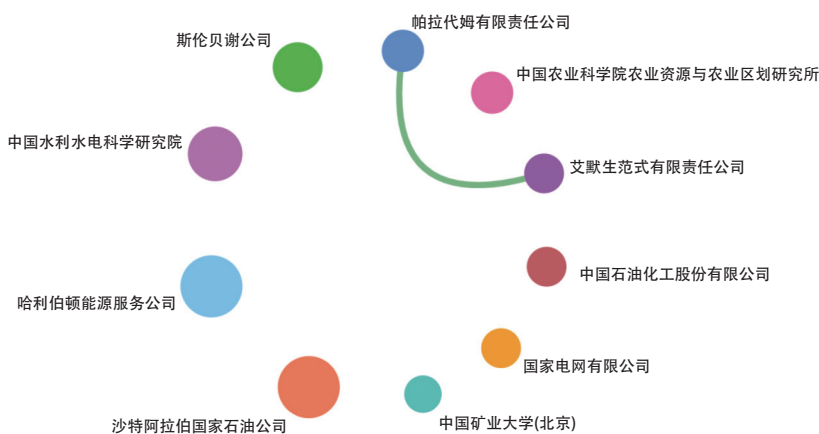 帕拉代姆有限责任公司
斯伦贝谢公司
中国农业科学院农业资源与农业区划研究所
中国水利水电科学研究院
艾默生范式有限责任公司
中国石油化工股份有限公司
哈利伯顿能源服务公司
国家电网有限公司
中国矿业大学(北京)
沙特阿拉伯国家石油公司